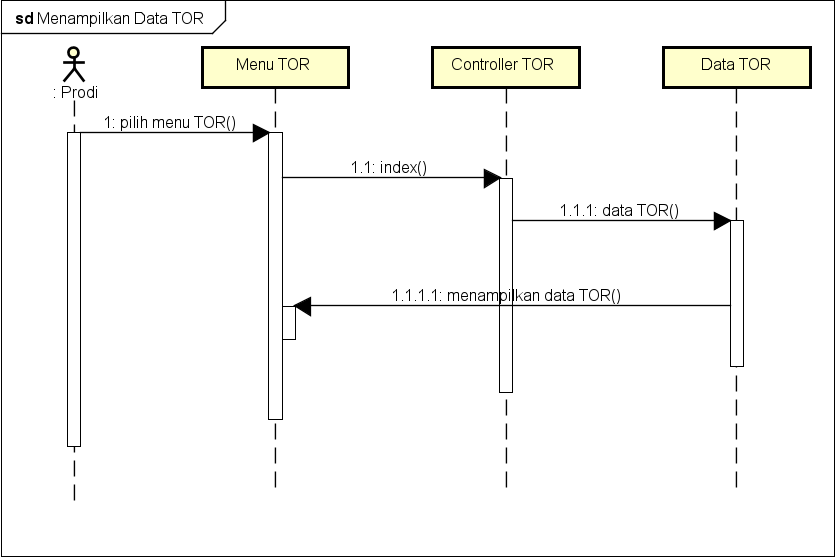 sd Menampilkan Data TOR
: Prodi
Menu TOR
Controller TOR
Data TOR
1: pilih menu TOR()
1.1: index()
1.1.1: data TOR()
1.1.1.1: menampilkan data TOR()